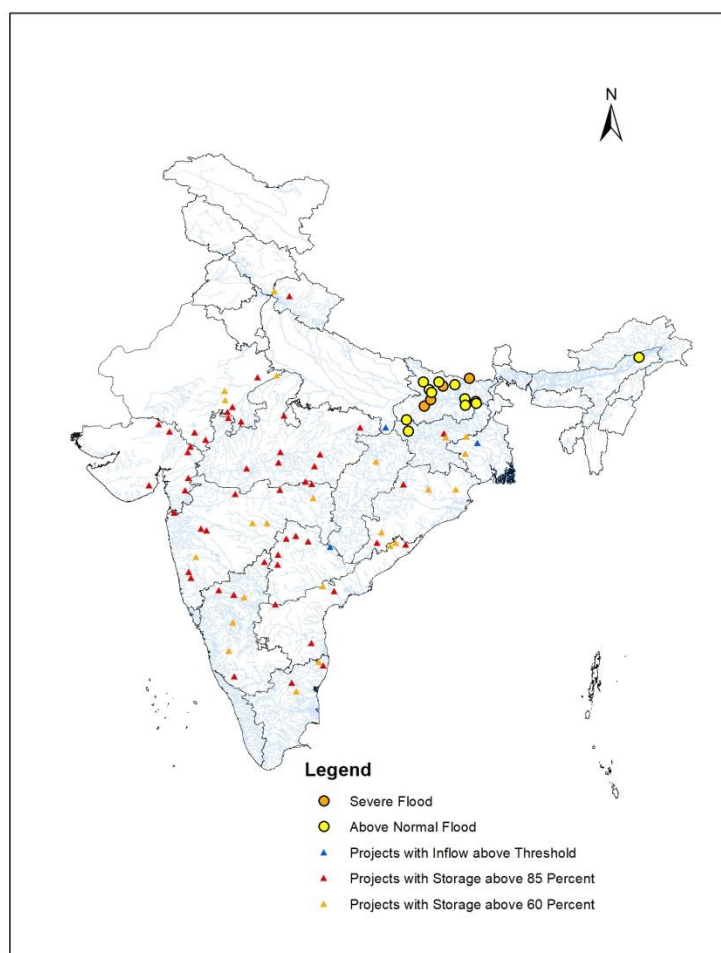 N
Legend
Severe Flood
Above Normal Flood
Projects with Inflow above Threshold
Projects with Storage above 85 Percent
Projects with Storage above 60 Percent